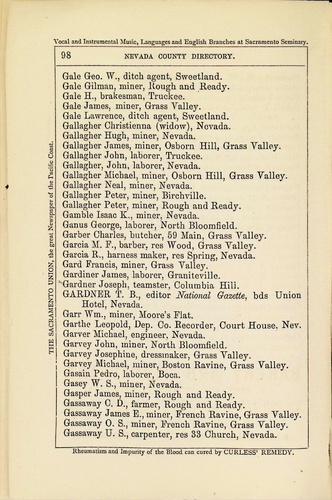 Vocal and Instrumental Music, Languages and English Branches at Sacramento Seminary.
98 NEVADA COUNTY DIRECTORY.
Gale Geo. W., ditch agent, Sweetland.
Gale Gilman, miner, Rough and Ready.
Gale H., brakesman, Truckee.
Gale James, miner, Grass Valley.
Gale Lawrence, ditch agent, Sweetland.
Gallagher Christienna (widow), Nevada.
Gallagher Hugh, miner, Nevada.
Gallagher James, miner, Osborn Hill, Grass Valley.
Gallagher John, laborer, Truckee.
Gallagher, John, laborer, Nevada.
Gallagher Michael, miner, Osborn Hill, Grass Valley.
Gallagher Neal, miner, Nevada.
Gallagher Peter, miner, Birchville.
Gallagher Peter, miner, Rough and Ready.
Gamble Isaac K., miner, Nevada.
Ganus George, laborer, North Bloomfield.
Garber Charles, butcher, 59 Main, Grass Valley.
Garcia M. F., barber, res Wood, Grass Valley.
Garcia R., harness maker, res Spring, Nevada.
Gard Francis, miner, Grass Valley.
Gardiner James, laborer, Graniteville.
Gardner Joseph, teamster, Columbia Hill.
GARDNER T. B., editor National Gazette, bds Union
Hotel, Nevada.
Garr Wm., miner, Moore's Flat.
Garthe Leopold, Dep. Co. Recorder, Court House, Nev.
Garver Michael, engineer, Nevada.
Garvey John, miner, North Bloomfield.
Garvey Josephine, dressmaker, Grass Valley.
Garvey Michael, miner, Boston Ravine, Grass Valley.
Gasain Pedro, laborer, Boca.
Gasey W. S., miner, Nevada.
Gasper James, miner, Rough and Ready.
Gassaway C. D., farmer, Rough and Ready.
Gassaway James E., miner, French Ravine, Grass Valley.
Gassaway O. S., miner, French Ravine, Grass Valley.
Gassaway U. S., carpenter, res 33 Church, Nevada.
Rheumatism and Impurity of the Blood can cured by CURLESS' REMEDY.
THE SACRAMENTO UNION, the great Newspaper of the Pacific Coast.